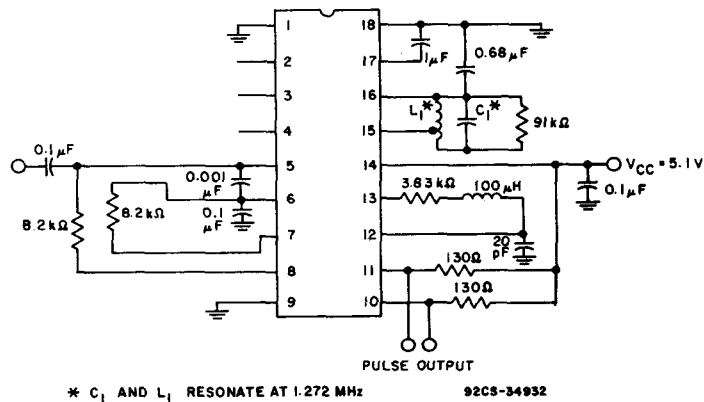 1
2
3
4
5
6
7
8
9
18
17
16
15
14
13
12
11
10
1μF
0.68μF
L1*
C1*
91kΩ
VCC = 5.1V
0.1μF
0.1μF
0.001
μF
0.1
μF
8.2kΩ
8.2kΩ
3.83kΩ
100μH
20
pF
130Ω
130Ω
PULSE OUTPUT
* C1 AND L1 RESONATE AT 1.272 MHz
92CS-34932